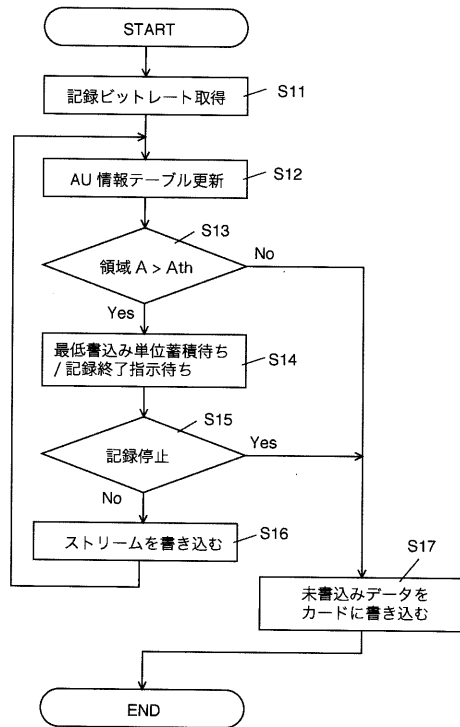 START
記録ビットレート取得
S11
AU 情報テーブル更新
S12
S13
領域 A > Ath
No
Yes
最低書込み単位蓄積待ち
/ 記録終了指示待ち
S14
S15
記録停止
Yes
No
ストリームを書き込む
S16
S17
未書込みデータを
カードに書き込む
END